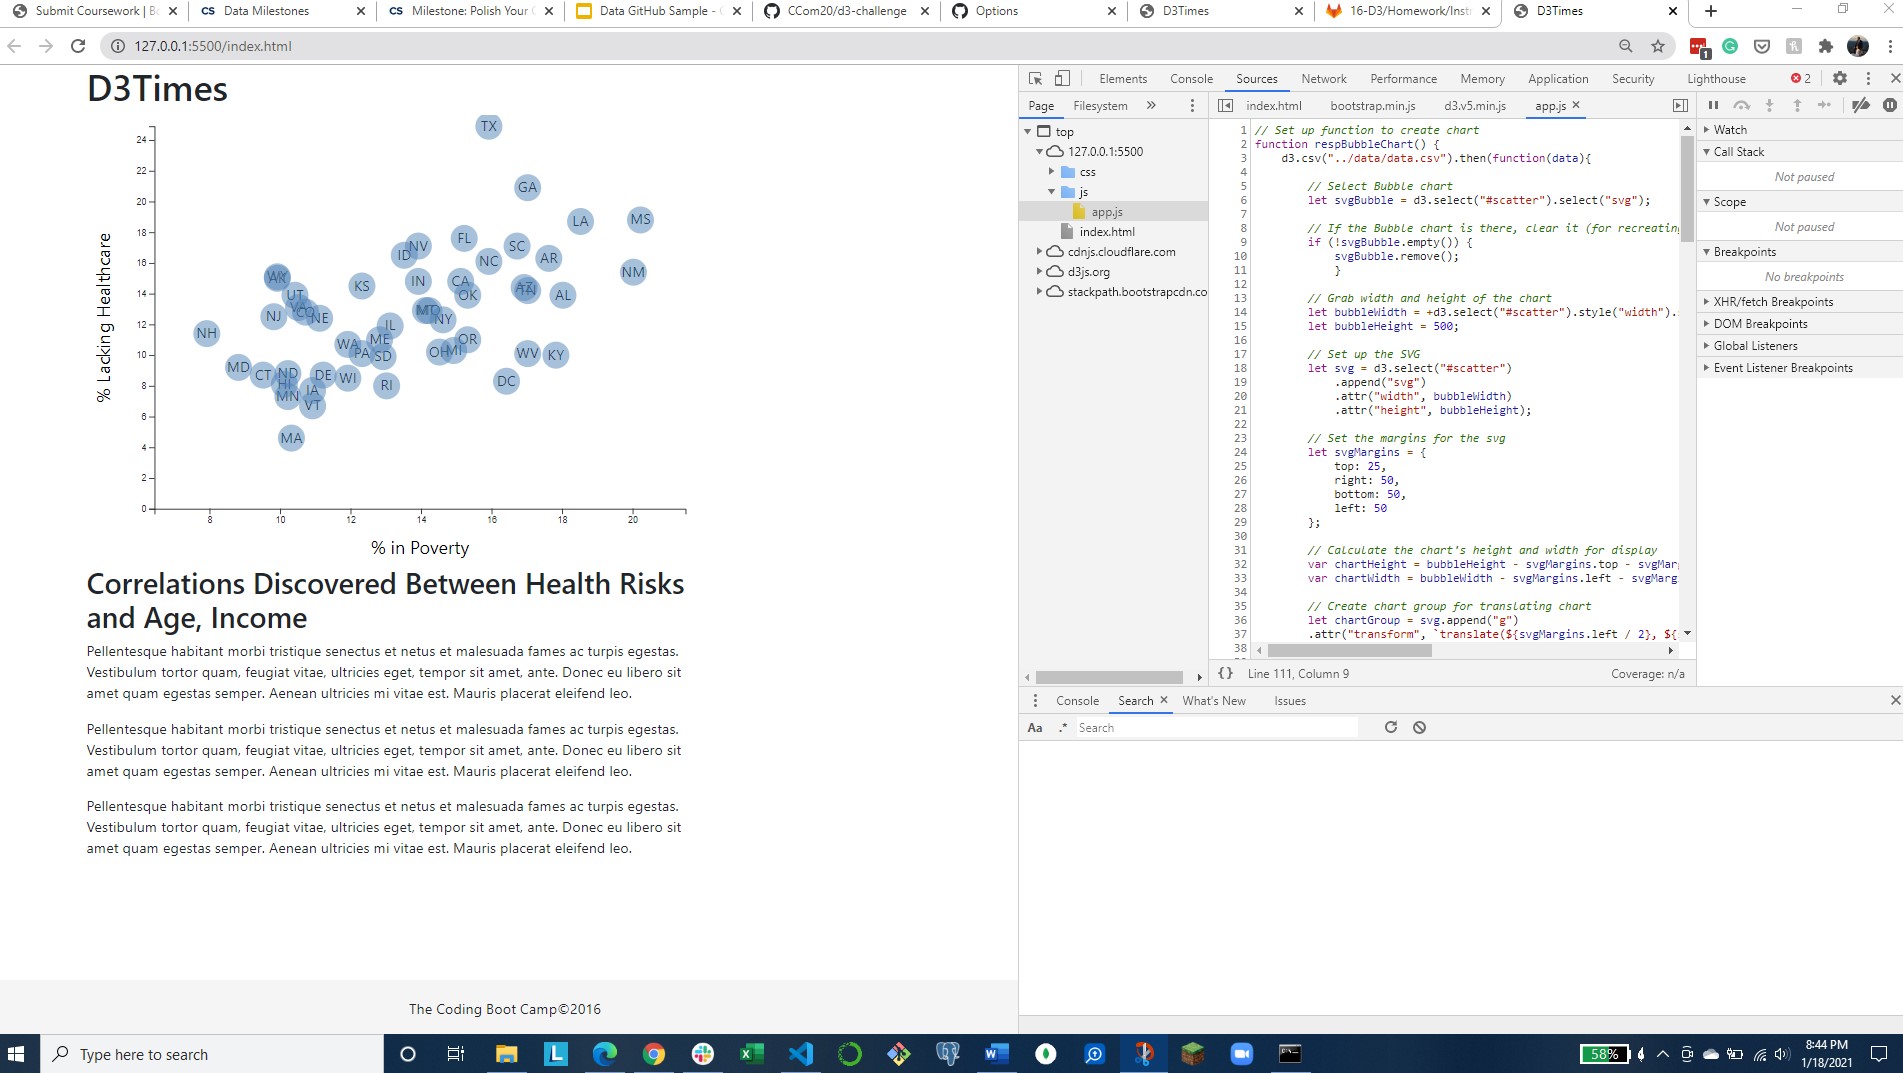 Submit Coursework | Bo
Data Milestones
Milestone: Polish Your
Data GitHub Sample -
CCom20/d3-challenge
Options
D3Times
16-D3/Homework/Inst
D3Times
127.0.0.1:5500/index.html
1
D3Times
24
22
20
18
16
14
12
10
8
6
4
2
0
% Lacking Healthcare
TX
GA
LA
MS
FL
NV
SC
ID
NC
AR
NM
KS
IN
CA
OK
AL
UT
VA
CO
NE
NJ
NY
NH
IL
ME
WA
PA
SD
OR
OH
MI
WV
KY
MD
CT
ND
HI
DE
WI
RI
DC
IA
MN
VT
MA
8
10
12
14
16
18
20
% in Poverty
Correlations Discovered Between Health Risks
and Age, Income
Pellentesque habitant morbi tristique senectus et netus et malesuada fames ac turpis egestas.
Vestibulum tortor quam, feugiat vitae, ultricies eget, tempor sit amet, ante. Donec eu libero sit
amet quam egestas semper. Aenean ultricies mi vitae est. Mauris placerat eleifend leo.
Pellentesque habitant morbi tristique senectus et netus et malesuada fames ac turpis egestas.
Vestibulum tortor quam, feugiat vitae, ultricies eget, tempor sit amet, ante. Donec eu libero sit
amet quam egestas semper. Aenean ultricies mi vitae est. Mauris placerat eleifend leo.
Pellentesque habitant morbi tristique senectus et netus et malesuada fames ac turpis egestas.
Vestibulum tortor quam, feugiat vitae, ultricies eget, tempor sit amet, ante. Donec eu libero sit
amet quam egestas semper. Aenean ultricies mi vitae est. Mauris placerat eleifend leo.
The Coding Boot Camp©2016
Elements Console Sources Network Performance Memory Application Security Lighthouse 2
Page Filesystem »
top
127.0.0.1:5500
css
js
app.js
index.html
cdnjs.cloudflare.com
d3js.org
stackpath.bootstrapcdn.co
index.html bootstrap.min.js d3.v5.min.js app.js
1 // Set up function to create chart
2 function respBubbleChart() {
3 d3.csv("../data/data.csv").then(function(data){
4
5 // Select Bubble chart
6 let svgBubble = d3.select("#scatter").select("svg");
7
8 // If the Bubble chart is there, clear it (for recreating
9 if (!svgBubble.empty()) {
10 svgBubble.remove();
11 }
12
13 // Grab width and height of the chart
14 let bubbleWidth = +d3.select("#scatter").style("width").
15 let bubbleHeight = 500;
16
17 // Set up the SVG
18 let svg = d3.select("#scatter")
19 .append("svg")
20 .attr("width", bubbleWidth)
21 .attr("height", bubbleHeight);
22
23 // Set the margins for the svg
24 let svgMargins = {
25 top: 25,
26 right: 50,
27 bottom: 50,
28 left: 50
29 };
30
31 // Calculate the chart's height and width for display
32 var chartHeight = bubbleHeight - svgMargins.top - svgMar
33 var chartWidth = bubbleWidth - svgMargins.left - svgMarg
34
35 // Create chart group for translating chart
36 let chartGroup = svg.append("g")
37 .attr("transform", `translate(${svgMargins.left / 2}, ${
38
{} Line 111, Column 9
Coverage: n/a
Watch
Call Stack
Not paused
Scope
Not paused
Breakpoints
No breakpoints
XHR/fetch Breakpoints
DOM Breakpoints
Global Listeners
Event Listener Breakpoints
Console Search What's New Issues
Aa .* Search
Type here to search
58%
8:44 PM
1/18/2021